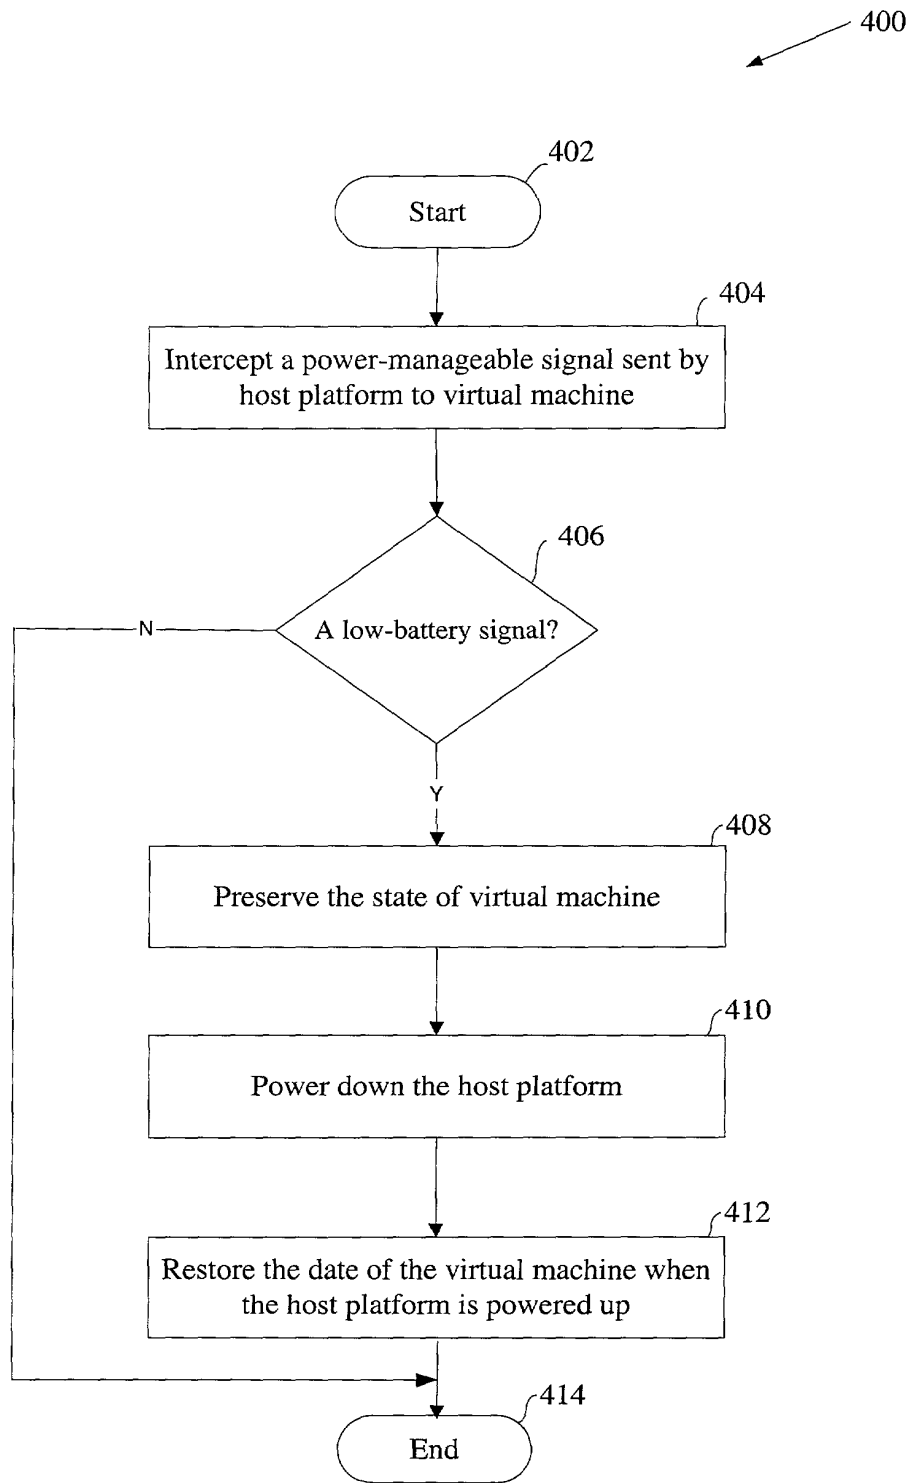 400
402
Start
404
Intercept a power-manageable signal sent by
host platform to virtual machine
406
A low-battery signal?
N
Y
408
Preserve the state of virtual machine
410
Power down the host platform
412
Restore the date of the virtual machine when
the host platform is powered up
414
End